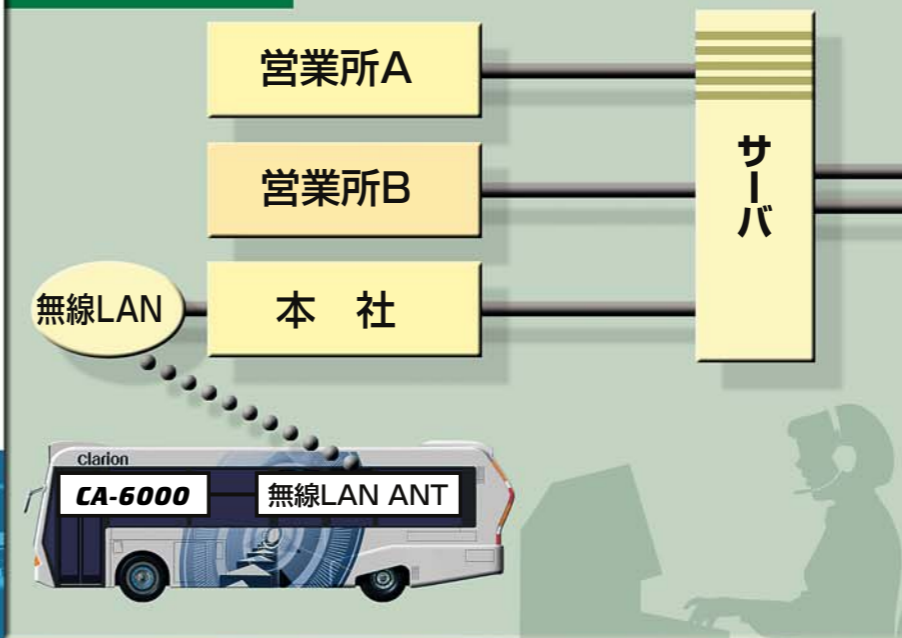 営業所A
営業所B
本 社
サーバ
無線LAN
Clarion
CA-6000
無線LAN ANT